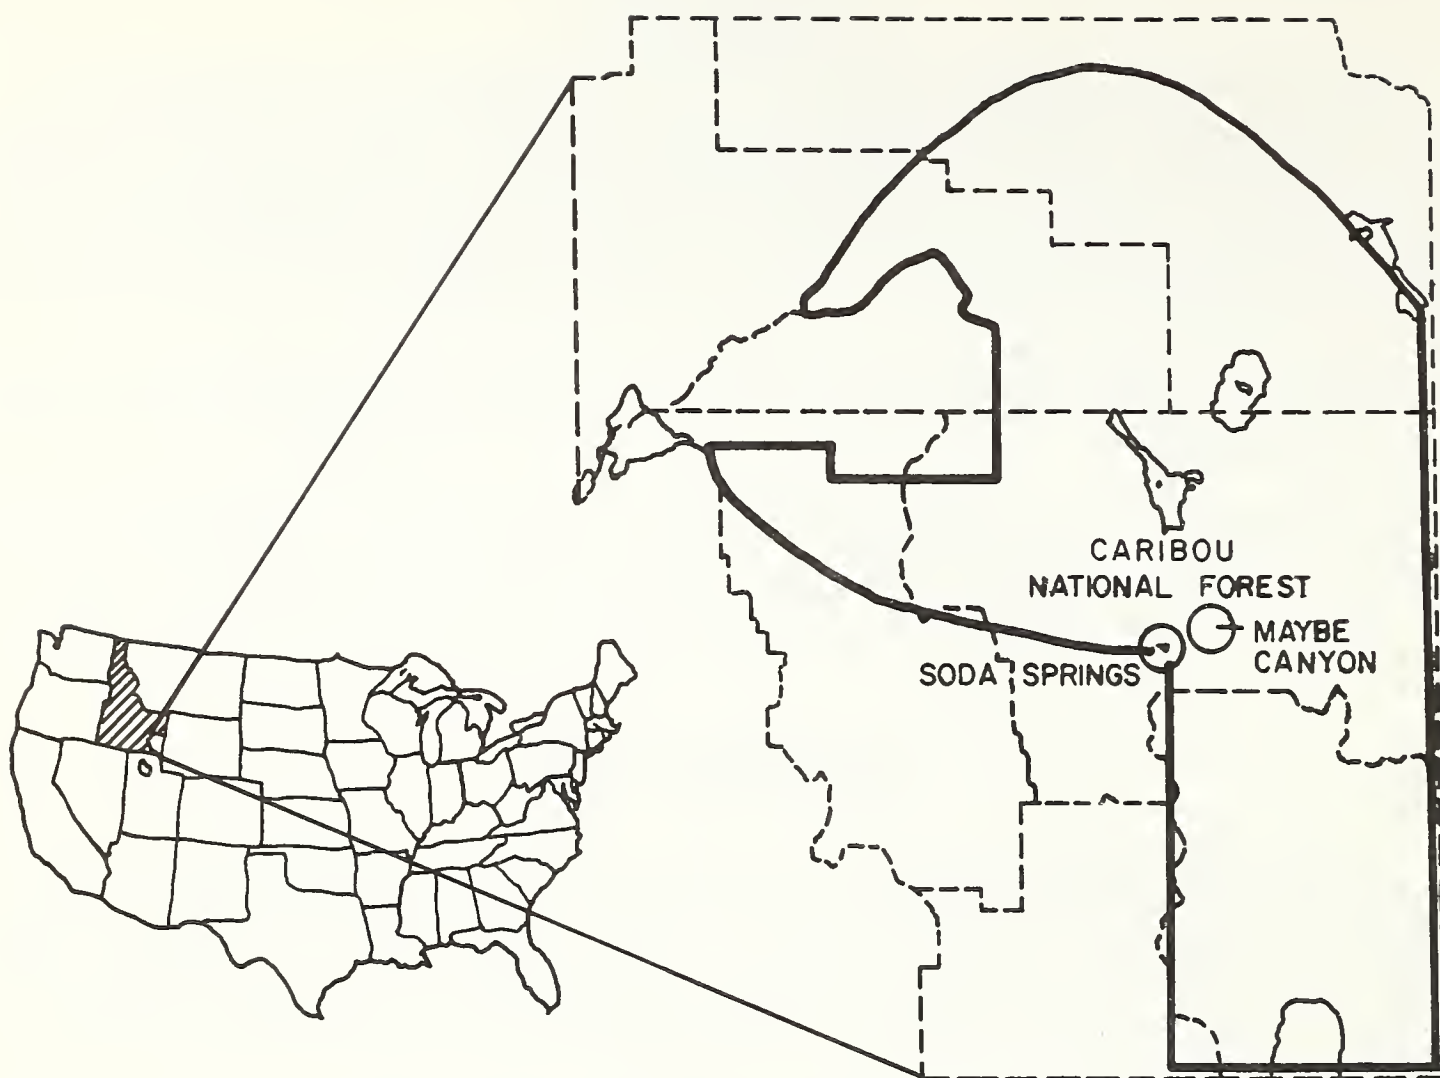 CARIBOU
NATIONAL FOREST
MAYBE
CANYON
SODA SPRINGS